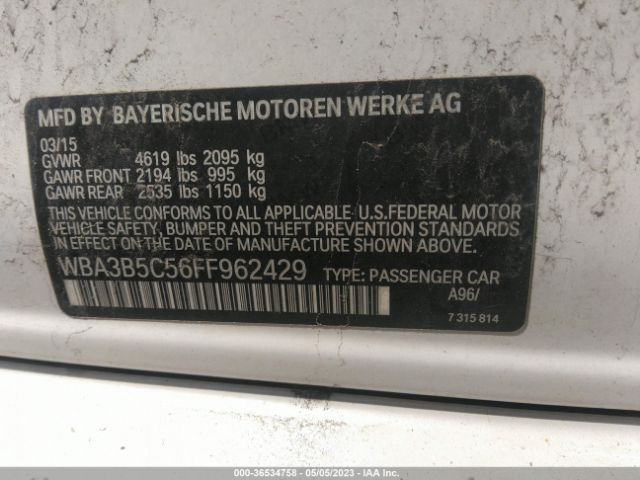 MFD BY BAYERISCHE MOTOREN WERKE AG
03/15
GVWR 4619 lbs 2095 kg
GAWR FRONT 2194 lbs 995 kg
GAWR REAR 2535 lbs 1150 kg
THIS VEHICLE CONFORMS TO ALL APPLICABLE U.S.FEDERAL MOTOR
VEHICLE SAFETY, BUMPER AND THEFT PREVENTION STANDARDS
IN EFFECT ON THE DATE OF MANUFACTURE SHOWN ABOVE.
WBA3B5C56FF962429 TYPE: PASSENGER CAR
A96/
7 315 814
000-36534758 - 05/05/2023 - IAA Inc.